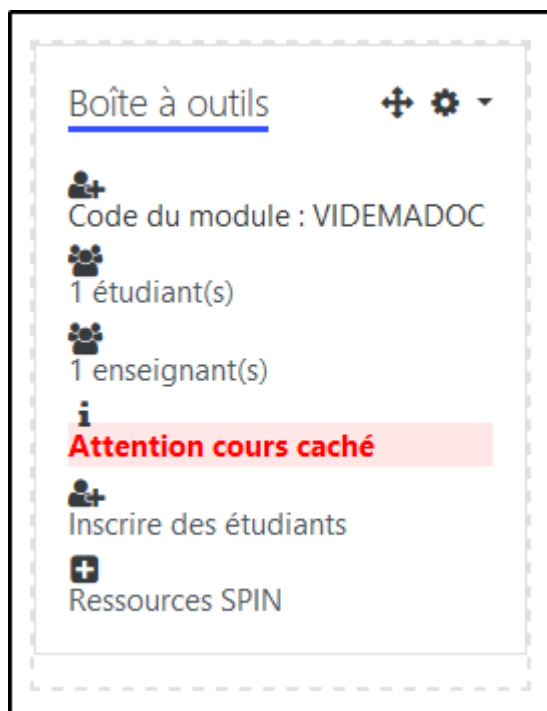 Boîte à outils
Code du module : VIDEMADOC
1 étudiant(s)
1 enseignant(s)
Attention cours caché
Inscrire des étudiants
Ressources SPIN